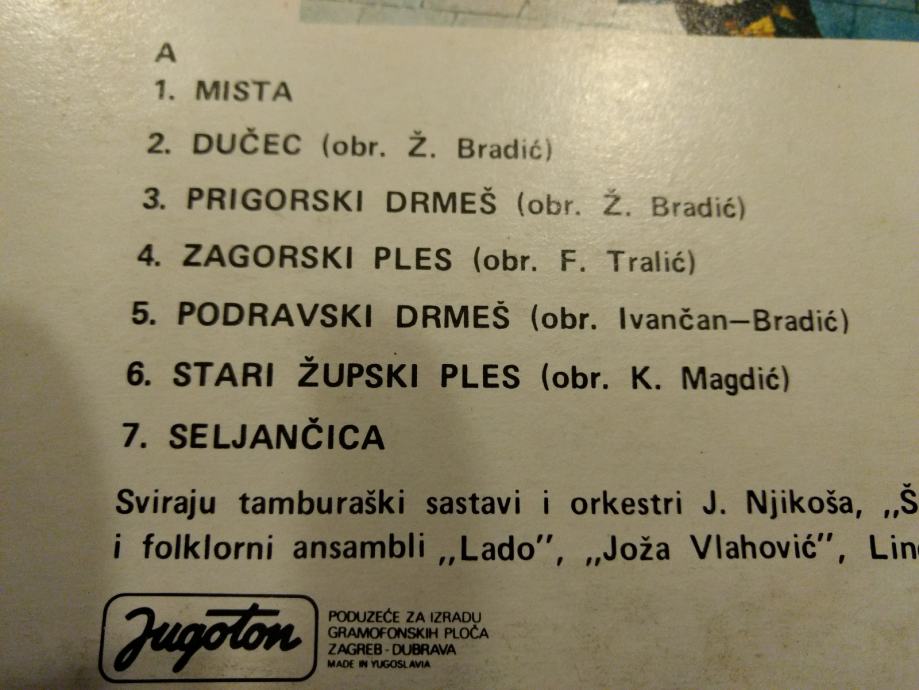 A
1. MISTA
2. DUČEC (obr. Ž. Bradić)
3. PRIGORSKI DRMEŠ (obr. Ž. Bradić)
4. ZAGORSKI PLES (obr. F. Tralić)
5. PODRAVSKI DRMEŠ (obr. Ivančan—Bradić)
6. STARI ŽUPSKI PLES (obr. K. Magdić)
7. SELJANČICA
Sviraju tamburaški sastavi i orkestri J. Njikoša, „Š
i folklorni ansambli „Lado”, „Joža Vlahović”, Lin
Jugoton
PODUZEĆE ZA IZRADU
GRAMOFONSKIH PLOČA
ZAGREB - DUBRAVA
MADE IN YUGOSLAVIA